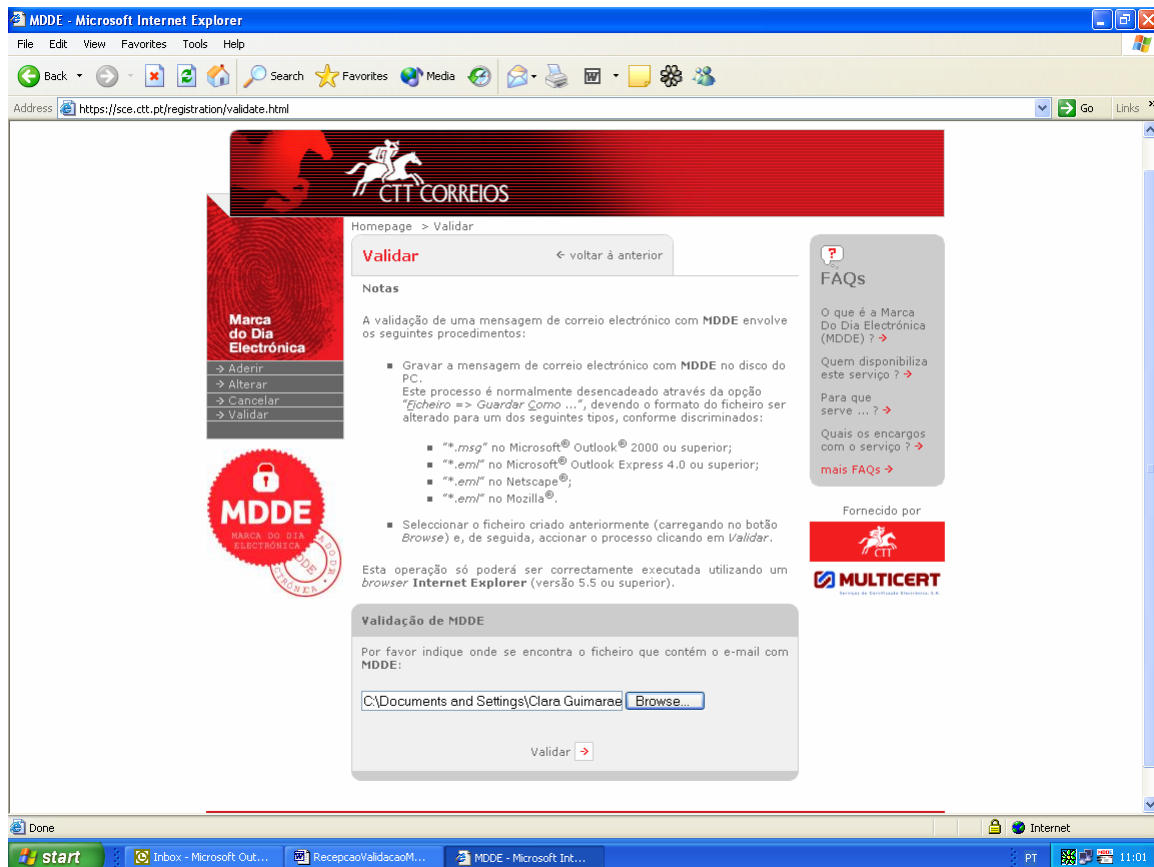 MDDE - Microsoft Internet Explorer
File Edit View Favorites Tools Help
Back Search Favorites Media
Address https://sce.ctt.pt/registration/validate.html Go Links »
CTT CORREIOS
Homepage > Validar
Validar ← voltar à anterior
Marca
do Dia
Electrónica
→ Aderir
→ Alterar
→ Cancelar
→ Validar
MDDE
MARCA DO DIA
ELECTRÓNICA
Notas
A validação de uma mensagem de correio electrónico com MDDE envolve
os seguintes procedimentos:
Gravar a mensagem de correio electrónico com MDDE no disco do
PC.
Este processo é normalmente desencadeado através da opção
"Ficheiro => Guardar Como ...", devendo o formato do ficheiro ser
alterado para um dos seguintes tipos, conforme discriminados:
"*.msg" no Microsoft® Outlook® 2000 ou superior;
"*.eml" no Microsoft® Outlook Express 4.0 ou superior;
"*.eml" no Netscape®;
"*.eml" no Mozilla®.
Seleccionar o ficheiro criado anteriormente (carregando no botão
Browse) e, de seguida, accionar o processo clicando em Validar.
Esta operação só poderá ser correctamente executada utilizando um
browser Internet Explorer (versão 5.5 ou superior).
Validação de MDDE
Por favor indique onde se encontra o ficheiro que contém o e-mail com
MDDE:
C:\Documents and Settings\Clara Guimarae Browse...
Validar →
?
FAQs
O que é a Marca
Do Dia Electrónica
(MDDE) ? →
Quem disponibiliza
este serviço ? →
Para que
serve ... ? →
Quais os encargos
com o serviço ? →
mais FAQs →
Fornecido por
CTT
MULTICERT
Serviços de Certificação Electrónica, S.A.
Done Internet
start Inbox - Microsoft Out... RecepcaoValidacaoM... MDDE - Microsoft Int... PT 11:01